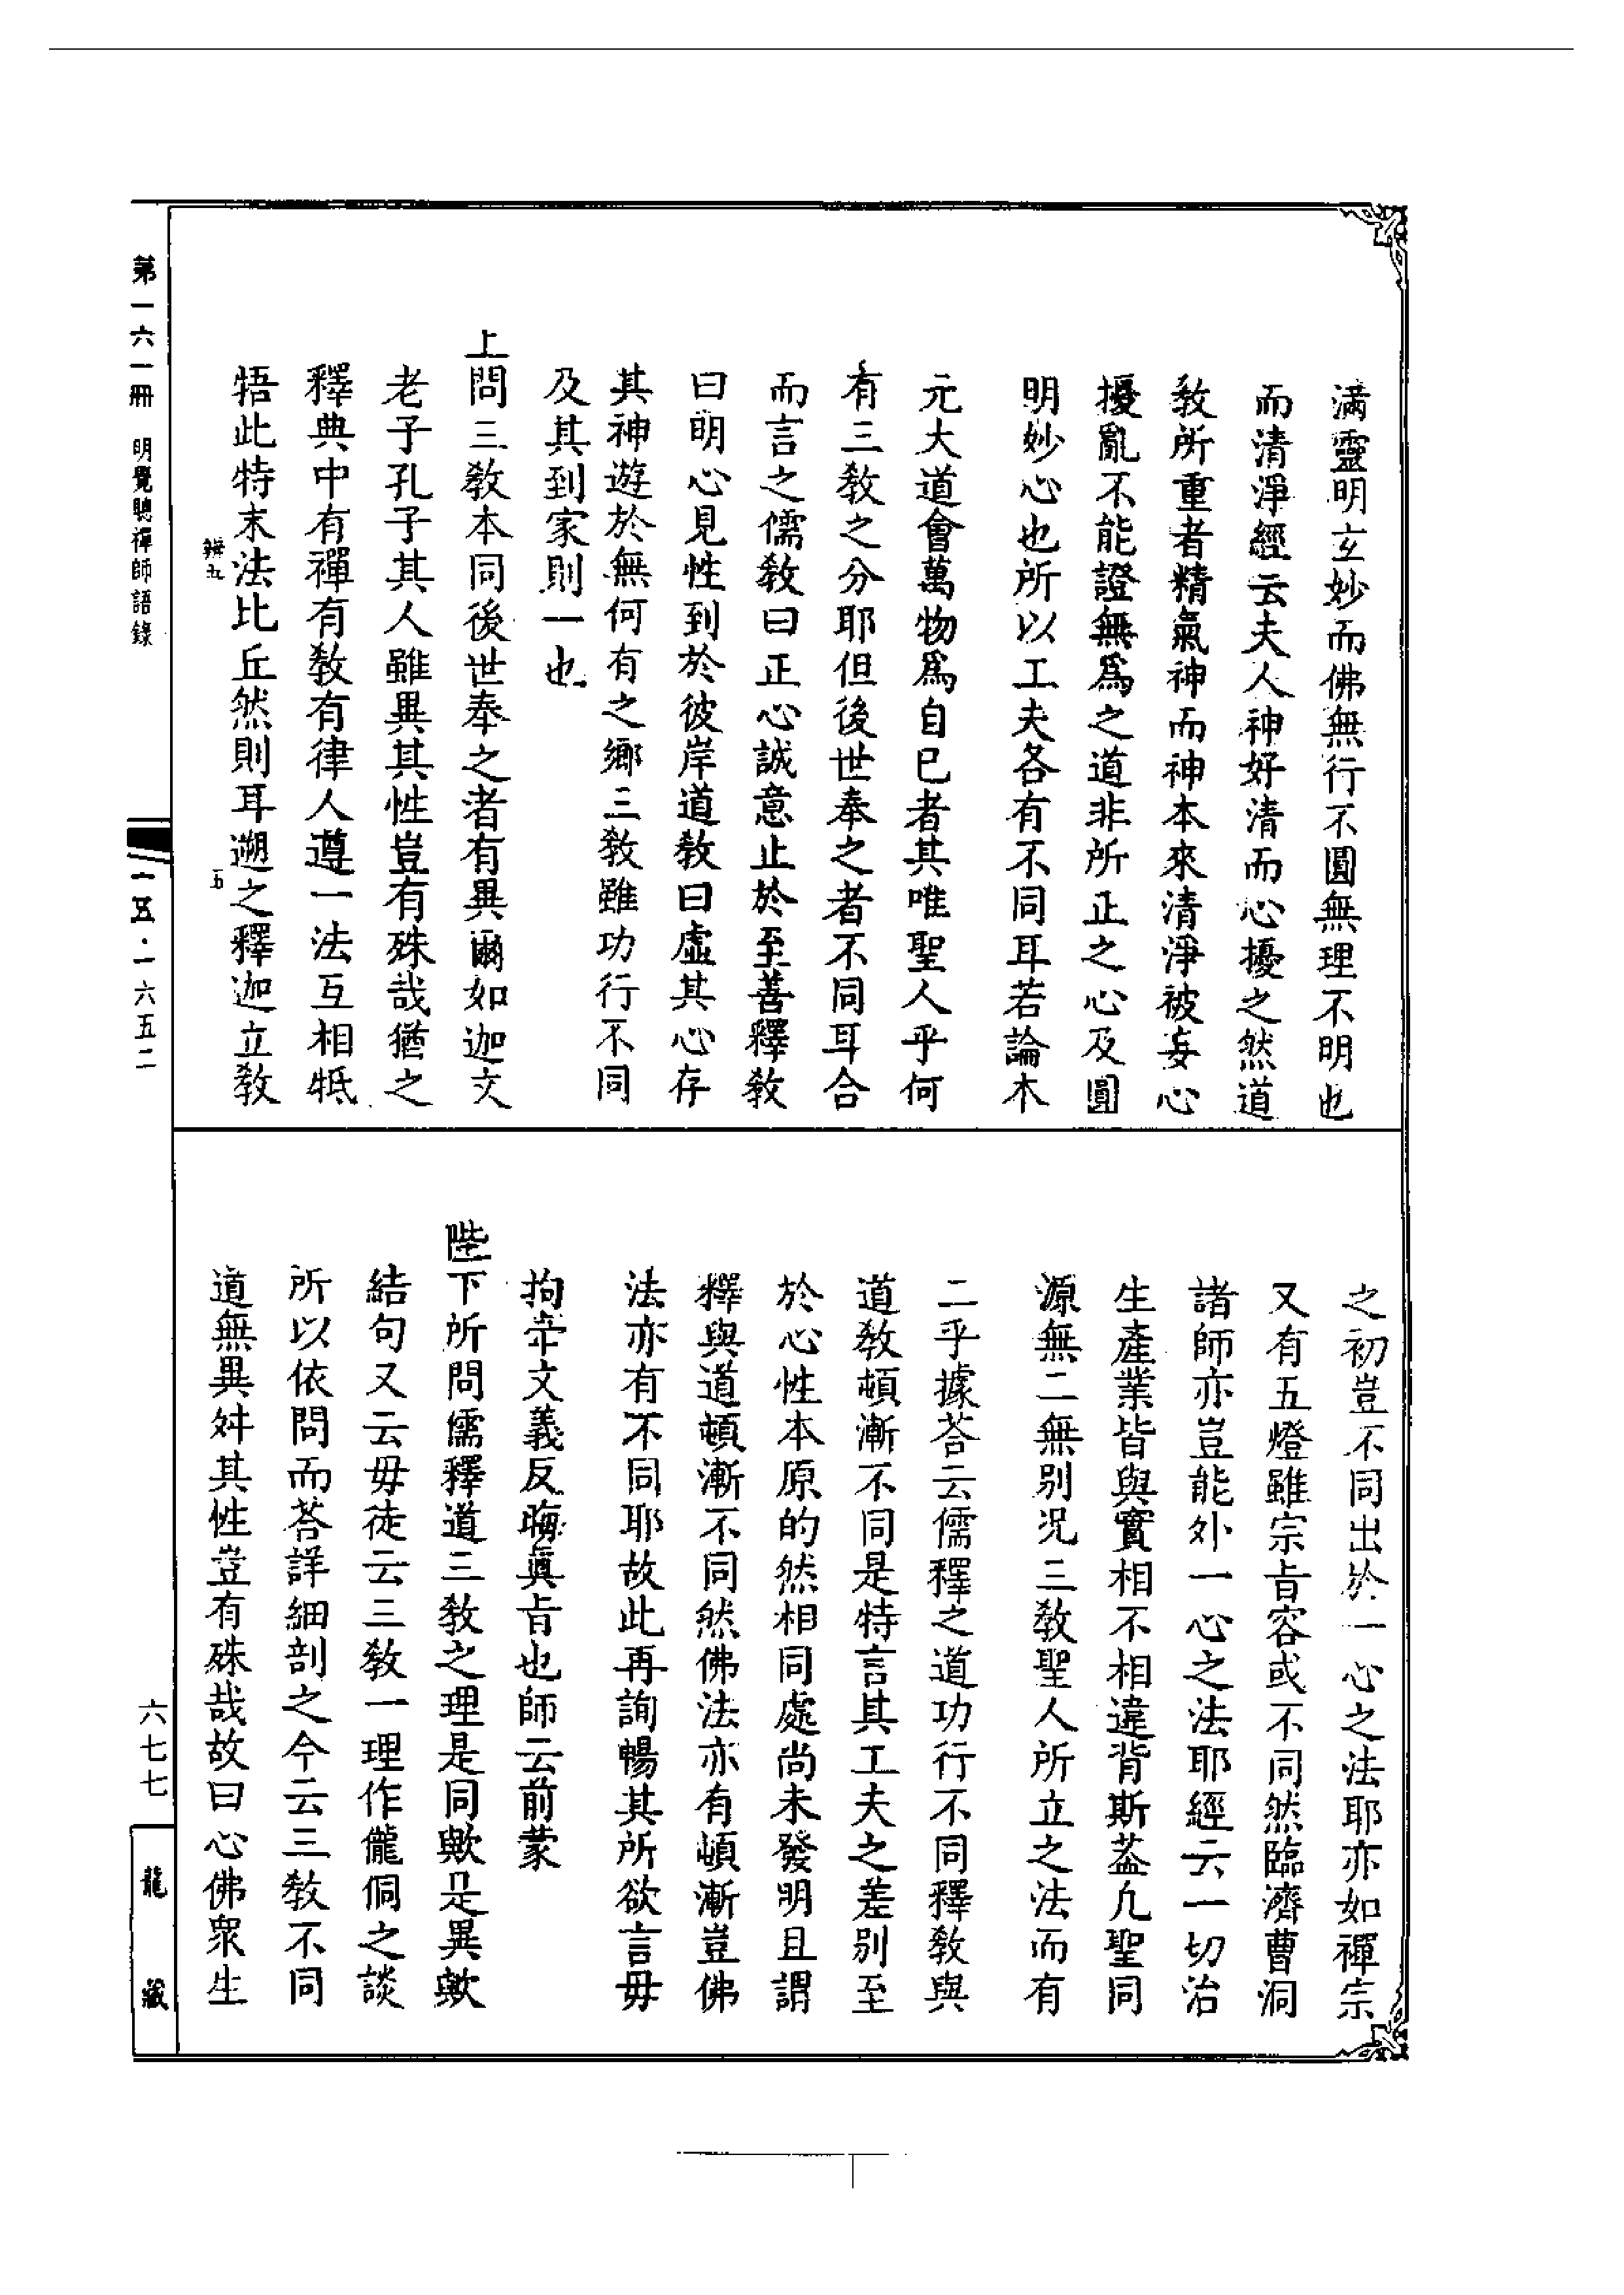 滿靈明玄妙而佛無行不圓無理不明也
而清淨經云夫人神好清而心擾之然道
教所重者精氣神而神本來清淨被妄心
擾亂不能證無爲之道非所正之心及圓
明妙心也所以工夫各有不同耳若論本
元大道會萬物爲自已者其唯聖人乎何
有三教之分耶但後世奉之者不同耳合
而言之儒教曰正心誠意止於至善釋教
曰明心見性到於彼岸道教曰虛其心存
其神遊於無何有之鄉三教雖功行不同
及其到家則一也
上問三教本同後世奉之者有異爾如迦文
老子孔子其人雖異其性豈有殊哉猶之
釋典中有禪有教有律人遵一法互相牴
牾此特末法比丘然則耳遡之釋迦立教
辨五
五
之初豈不同出於一心之法耶亦如禪宗
又有五燈雖宗旨容或不同然臨濟曹洞
諸師亦豈能外一心之法耶經云一切治
生產業皆與實相不相違背斯葢凡聖同
源無二無別況三教聖人所立之法而有
二乎據荅云儒釋之道功行不同釋教與
道教頓漸不同是特言其工夫之差別至
於心性本原的然相同處尚未發明且謂
釋與道頓漸不同然佛法亦有頓漸豈佛
法亦有不同耶故此再詢暢其所欲言毋
拘牽文義反晦眞旨也師云前蒙
陛下所問儒釋道三教之理是同歟是異歟
結句又云毋徒云三教一理作儱侗之談
所以依問而荅詳細剖之今云三教不同
道無異舛其性豈有殊哉故曰心佛衆生
第一六一冊 明覺聰禪師語錄
一五五·一六五二
六七七
龍藏